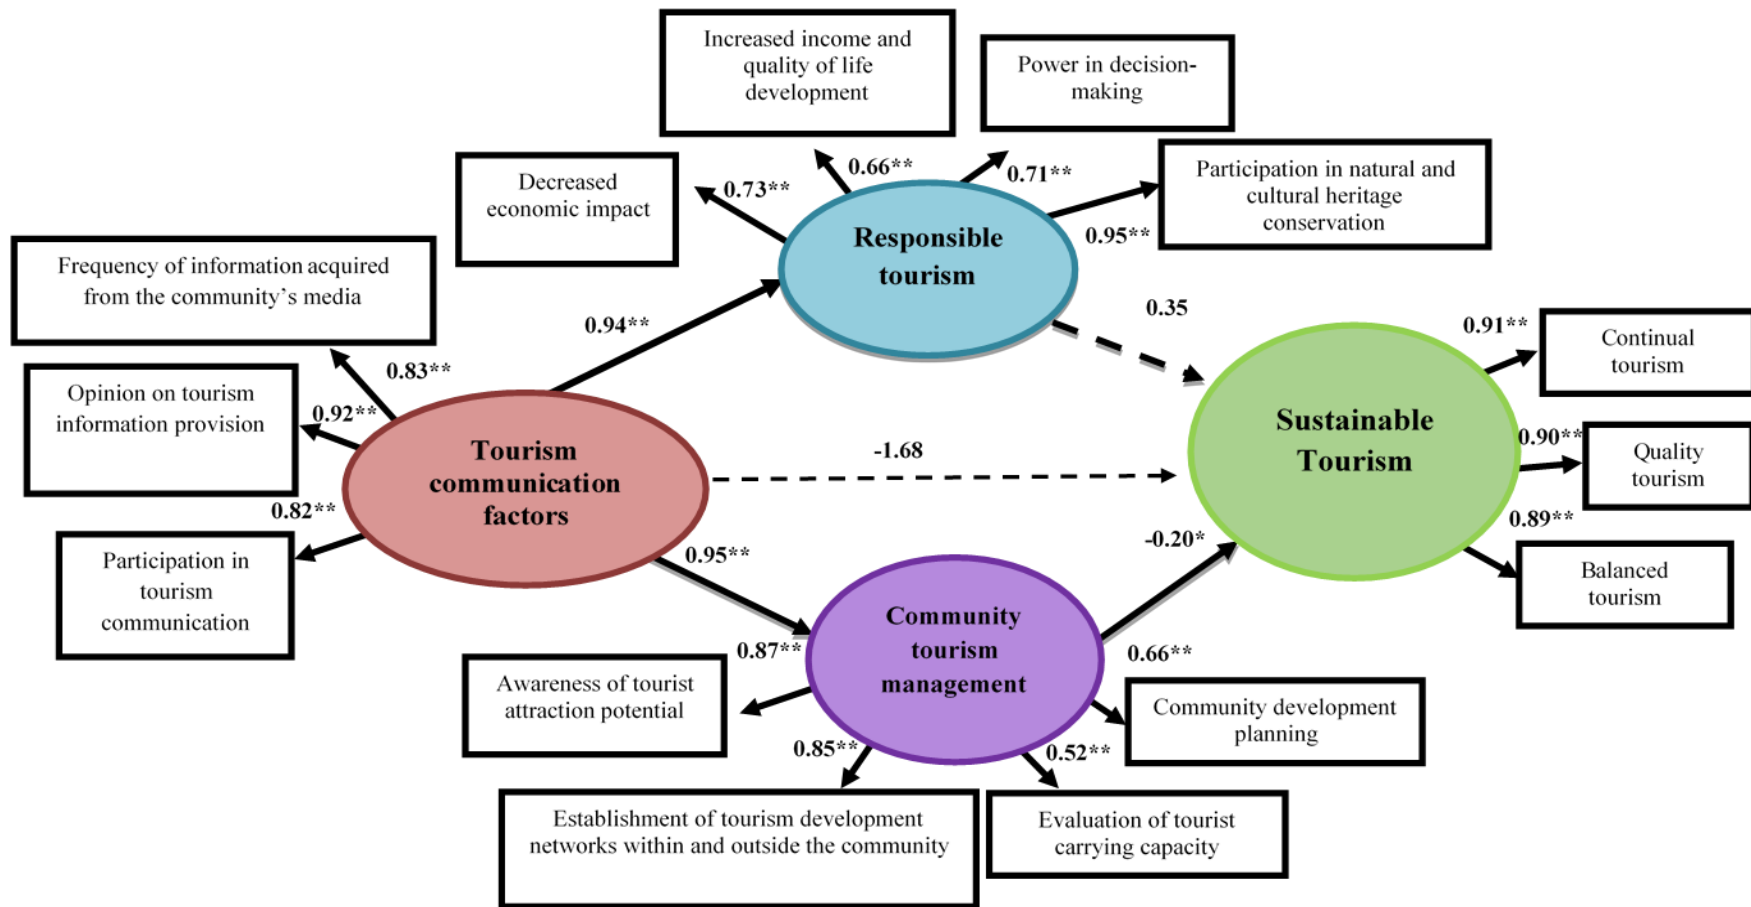 Increased income and
quality of life
development
Power in decision-
making
Decreased
economic impact
0.73**
0.66**
0.71**
Participation in natural and
cultural heritage
conservation
0.95**
Responsible
tourism
Frequency of information acquired
from the community's media
0.94**
0.35
0.83**
Opinion on tourism
information provision
0.92**
Tourism
communication
factors
-1.68
Sustainable
Tourism
0.91**
Continual
tourism
0.90**
Quality
tourism
0.89**
Balanced
tourism
0.82**
Participation in
tourism
communication
0.95**
-0.20*
Community
tourism
management
0.87**
Awareness of tourist
attraction potential
0.66**
Community development
planning
0.85**
0.52**
Establishment of tourism development
networks within and outside the community
Evaluation of tourist
carrying capacity